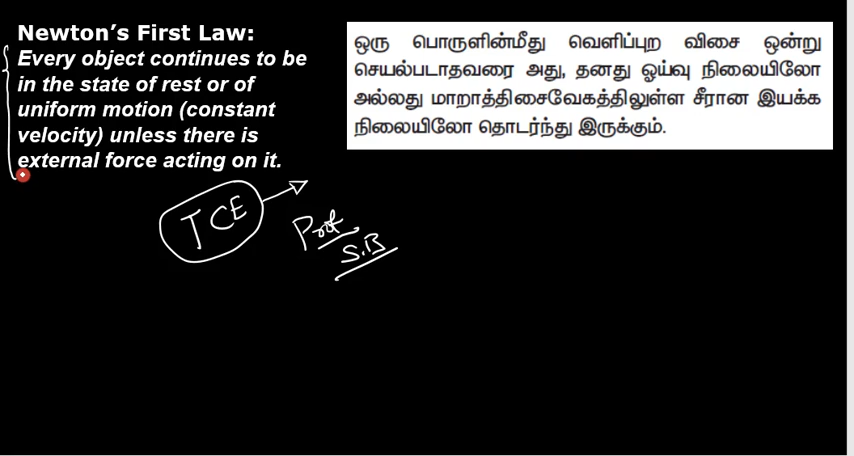 Newton's First Law:
Every object continues to be
in the state of rest or of
uniform motion (constant
velocity) unless there is
external force acting on it.
ஒரு பொருளின்மீது வெளிப்புற விசை ஒன்று
செயல்படாதவரை அது, தனது ஓய்வு நிலையிலோ
அல்லது மாறாத்திசைவேகத்திலுள்ள சீரான இயக்க
நிலையிலோ தொடர்ந்து இருக்கும்.
TCE
Prof
S.B